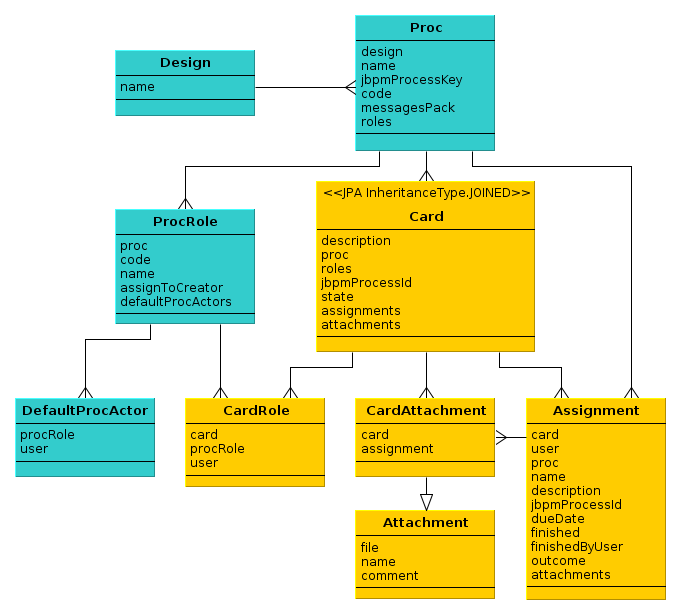 Proc
design
name
jbpmProcessKey
code
messagesPack
roles
Design
name
ProcRole
proc
code
name
assignToCreator
defaultProcActors
<<JPA InheritanceType.JOINED>>
Card
description
proc
roles
jbpmProcessId
state
assignments
attachments
DefaultProcActor
procRole
user
CardRole
card
procRole
user
CardAttachment
card
assignment
Assignment
card
user
proc
name
description
jbpmProcessId
dueDate
finished
finishedByUser
outcome
attachments
Attachment
file
name
comment